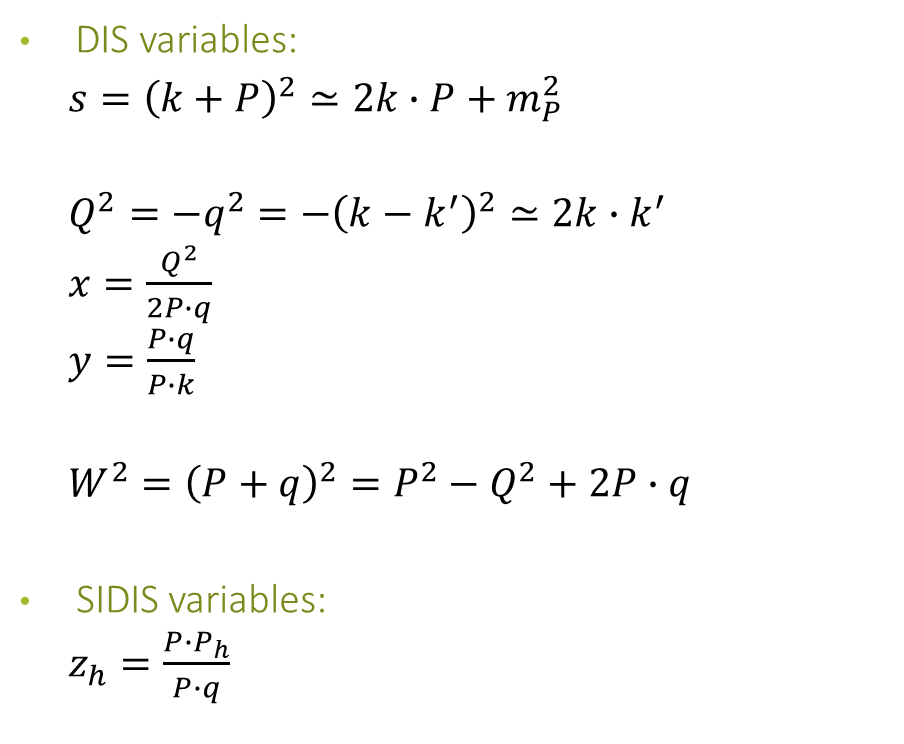 • DIS variables:
s = (k + P)² ≃ 2k · P + m_P²
Q² = −q² = −(k − k′)² ≃ 2k · k′
x = Q² / 2P·q
y = P·q / P·k
W² = (P + q)² = P² − Q² + 2P · q
• SIDIS variables:
z_h = P·P_h / P·q